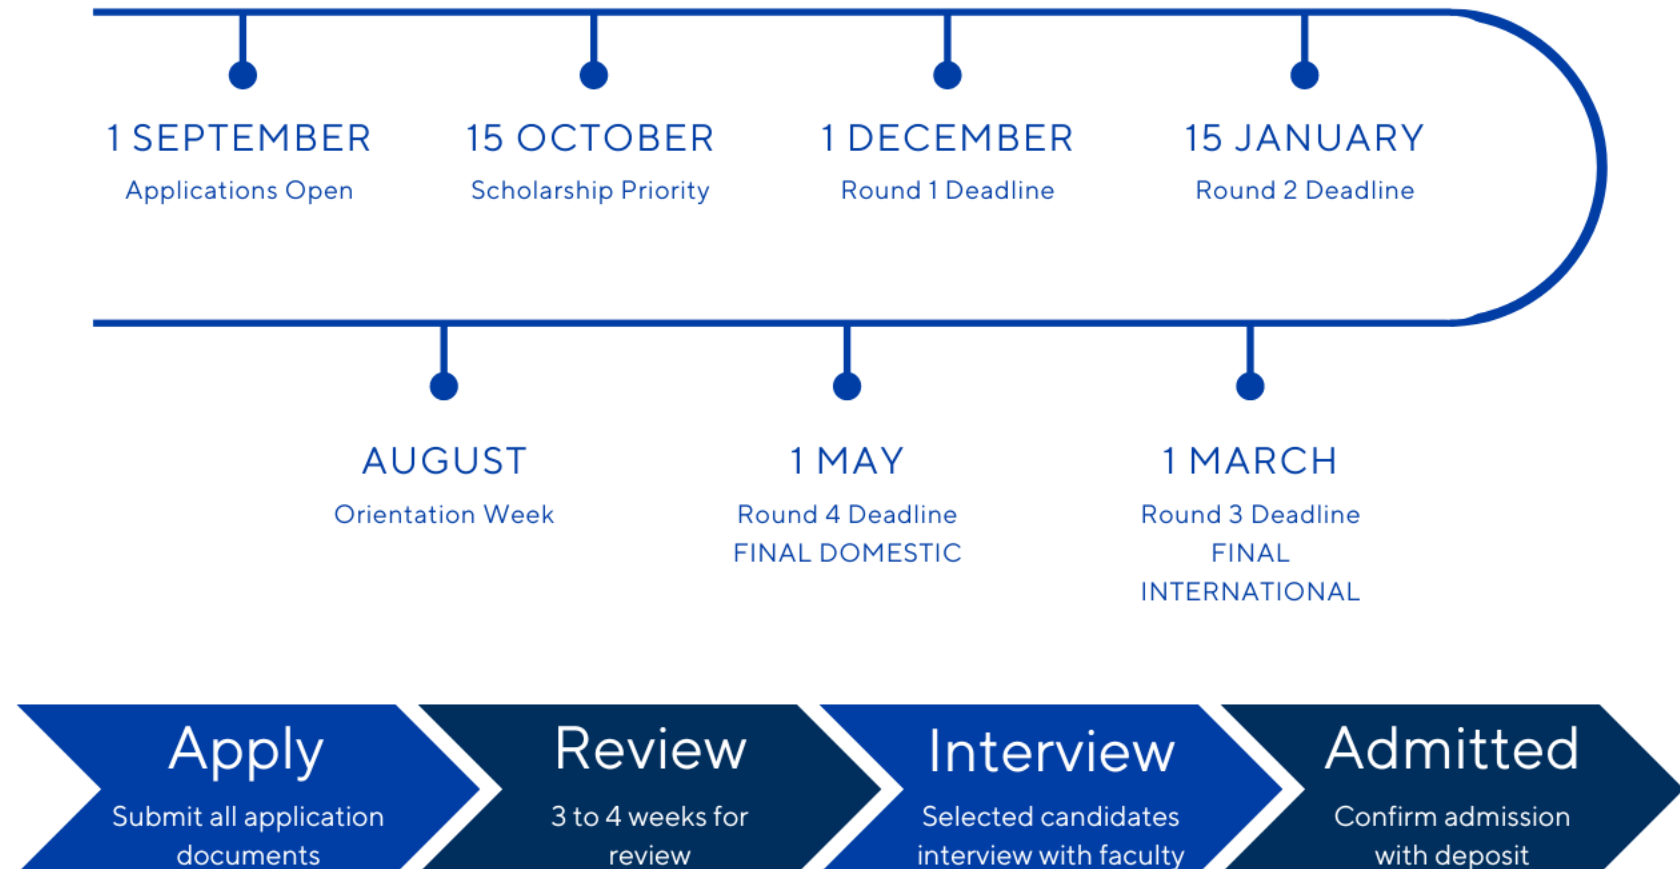 1 SEPTEMBER
Applications Open
15 OCTOBER
Scholarship Priority
1 DECEMBER
Round 1 Deadline
15 JANUARY
Round 2 Deadline
AUGUST
Orientation Week
1 MAY
Round 4 Deadline
FINAL DOMESTIC
1 MARCH
Round 3 Deadline
FINAL
INTERNATIONAL
Apply
Submit all application
documents
Review
3 to 4 weeks for
review
Interview
Selected candidates
interview with faculty
Admitted
Confirm admission
with deposit